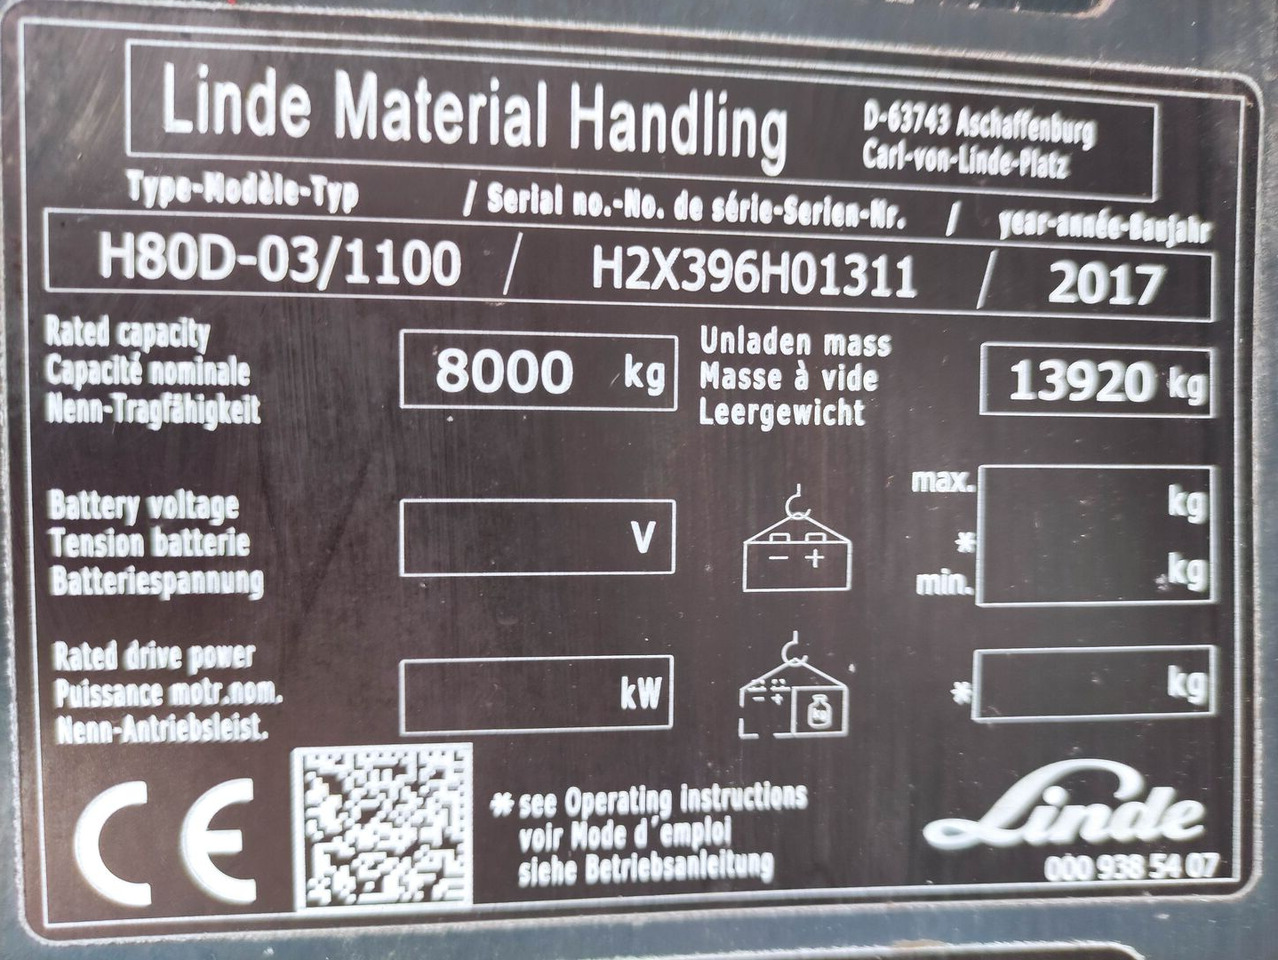 Linde Material Handling
D-63743 Aschaffenburg
Carl-von-Linde-Platz
Type-Modèle-Typ / Serial no.-No. de série-Serien-Nr. / year-année-Baujahr
H80D-03/1100 / H2X396H01311 / 2017
Rated capacity
Capacité nominale
Nenn-Tragfähigkeit
8000 kg
Unladen mass
Masse à vide
Leergewicht
13920 kg
Battery voltage
Tension batterie
Batteriespannung
V
- +
max. kg
*
min. kg
Rated drive power
Puissance motr.nom.
Nenn-Antriebsleist.
kW
- +
kg
* kg
CE
* see Operating instructions
voir Mode d'emploi
siehe Betriebsanleitung
Linde
000 938 54 07